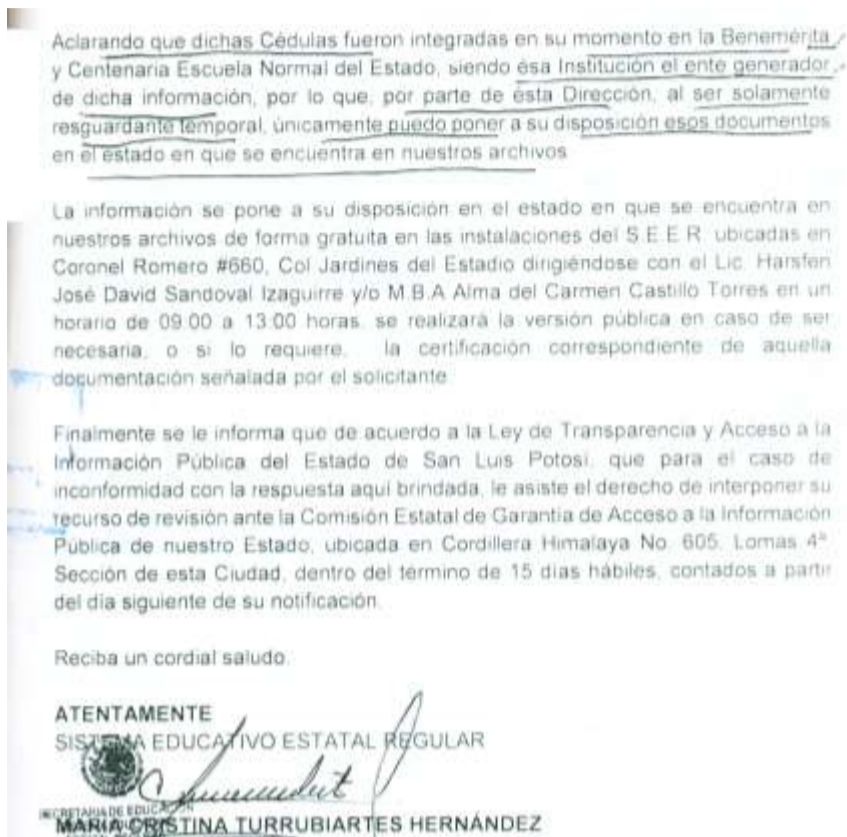 Aclarando que dichas Cédulas fueron integradas en su momento en la Benemérita
y Centenaria Escuela Normal del Estado, siendo ésa Institución el ente generador
de dicha información, por lo que, por parte de ésta Dirección, al ser solamente
resguardante temporal, únicamente puedo poner a su disposición esos documentos
en el estado en que se encuentra en nuestros archivos
La información se pone a su disposición en el estado en que se encuentra en
nuestros archivos de forma gratuita en las instalaciones del S.E.E.R. ubicadas en
Coronel Romero #660, Col Jardines del Estadio dirigiéndose con el Lic. Harsfen
José David Sandoval Izaguirre y/o M.B.A Alma del Carmen Castillo Torres en un
horario de 09:00 a 13:00 horas, se realizará la versión pública en caso de ser
necesaria, o si lo requiere, la certificación correspondiente de aquella
documentación señalada por el solicitante.
Finalmente se le informa que de acuerdo a la Ley de Transparencia y Acceso a la
Información Pública del Estado de San Luis Potosí, que para el caso de
inconformidad con la respuesta aquí brindada, le asiste el derecho de interponer su
recurso de revisión ante la Comisión Estatal de Garantía de Acceso a la Información
Pública de nuestro Estado, ubicada en Cordillera Himalaya No. 605, Lomas 4ª
Sección de esta Ciudad, dentro del término de 15 días hábiles, contados a partir
del día siguiente de su notificación.
Reciba un cordial saludo.
ATENTAMENTE
SISTEMA EDUCATIVO ESTATAL REGULAR
SECRETARIA DE EDUCACION
MARÍA CRISTINA TURRUBIARTES HERNÁNDEZ